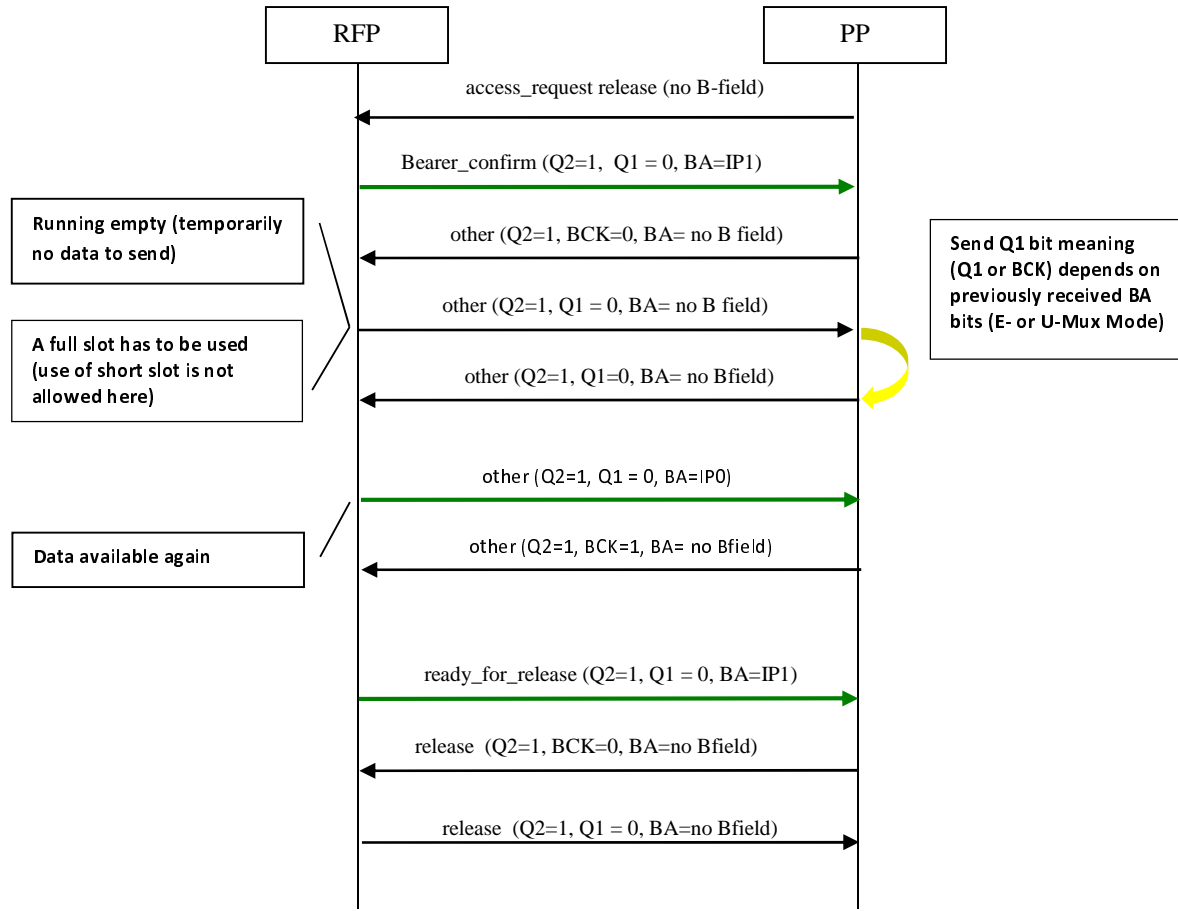 RFP
PP
access_request release (no B-field)
Bearer_confirm (Q2=1, Q1 = 0, BA=IP1)
Running empty (temporarily
no data to send)
other (Q2=1, BCK=0, BA= no B field)
Send Q1 bit meaning
(Q1 or BCK) depends on
previously received BA
bits (E- or U-Mux Mode)
other (Q2=1, Q1 = 0, BA= no B field)
A full slot has to be used
(use of short slot is not
allowed here)
other (Q2=1, Q1=0, BA= no Bfield)
other (Q2=1, Q1 = 0, BA=IP0)
Data available again
other (Q2=1, BCK=1, BA= no Bfield)
ready_for_release (Q2=1, Q1 = 0, BA=IP1)
release (Q2=1, BCK=0, BA=no Bfield)
release (Q2=1, Q1 = 0, BA=no Bfield)